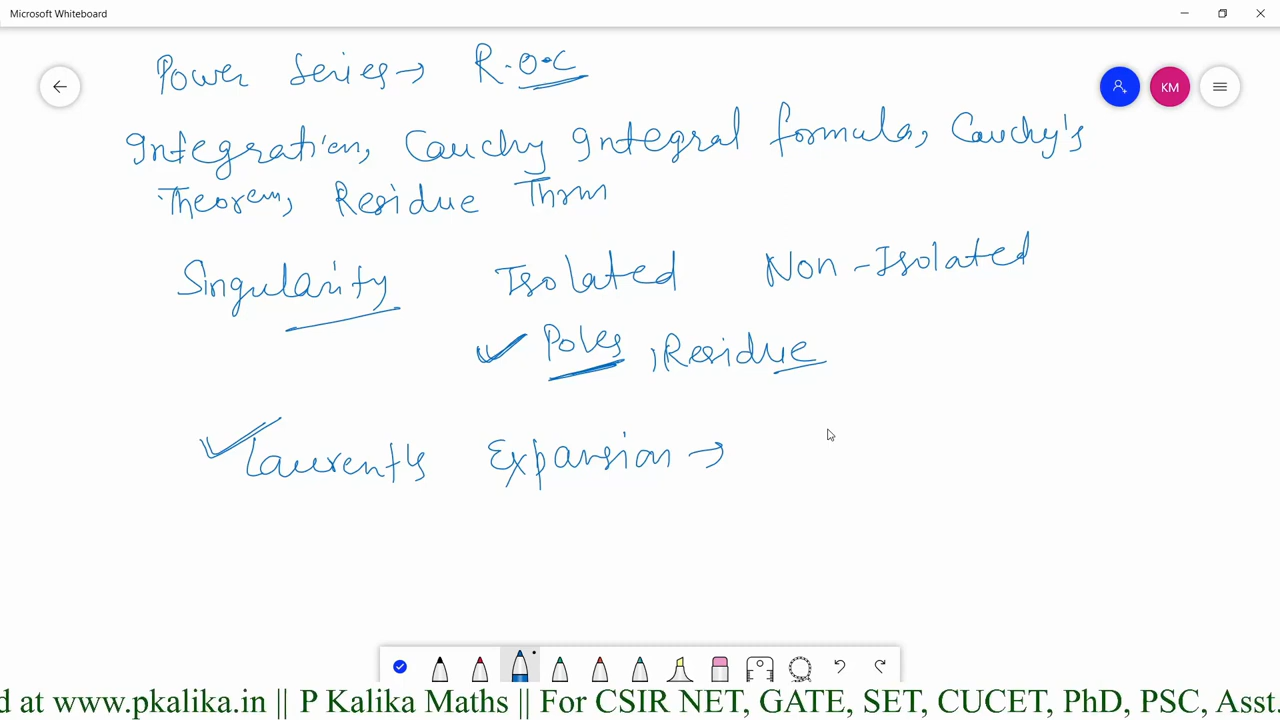 Microsoft Whiteboard
Power Series → R.O.C
KM
Integration, Cauchy Integral formula, Cauchy's
Theorem, Residue Thrm
Singularity Isolated Non-Isolated
Poles, Residue
Laurent's Expansion →
d at www.pkalika.in || P Kalika Maths || For CSIR NET, GATE, SET, CUCET, PhD, PSC, Asst.